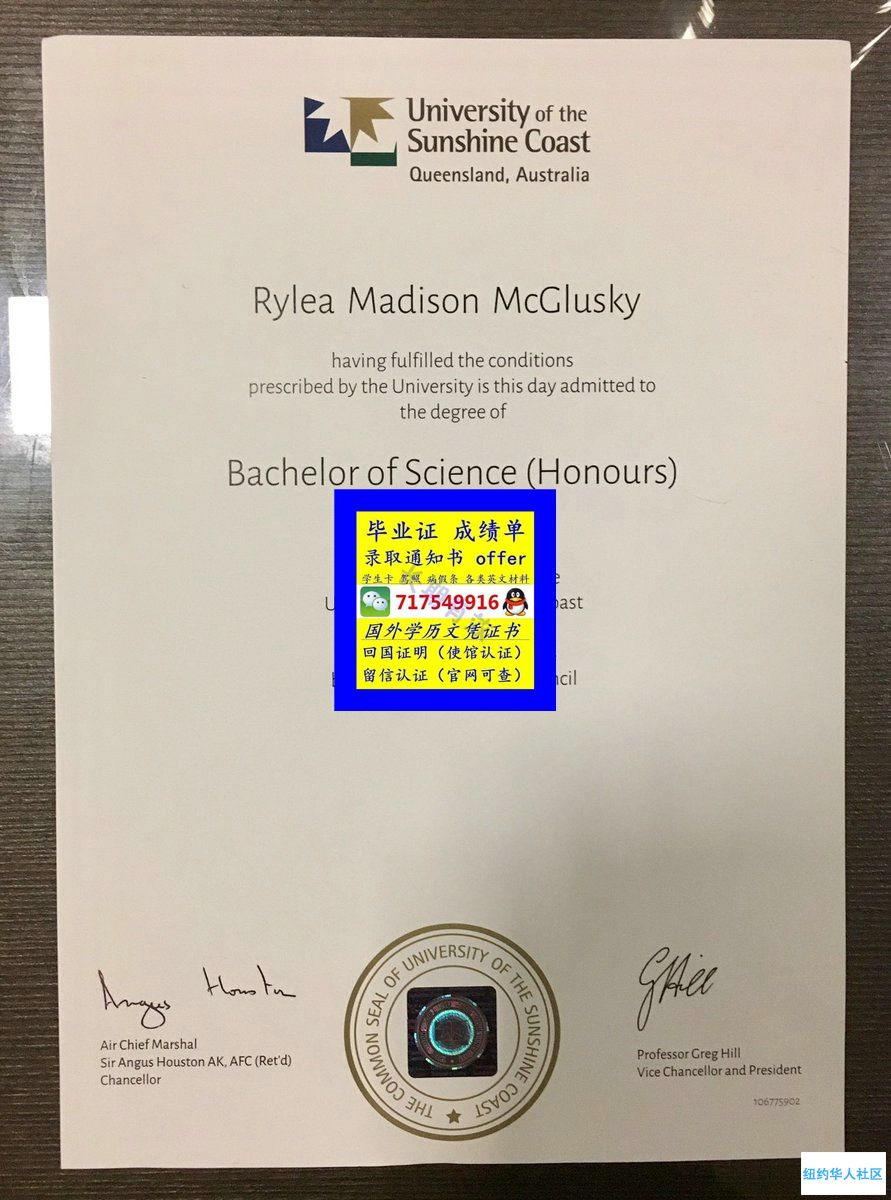 University of the
Sunshine Coast
Queensland, Australia
Rylea Madison McGlusky
having fulfilled the conditions
prescribed by the University is this day admitted to
the degree of
Bachelor of Science (Honours)
毕业证 成绩单
录取通知书 offer
学生卡 驾照 病假条 各类英文材料
717549916
国外学历文凭证书
回国证明（使馆认证）
留信认证（官网可查）
THE COMMON SEAL OF UNIVERSITY OF THE SUNSHINE COAST
Angus Houston
GHill
Air Chief Marshal
Sir Angus Houston AK, AFC (Ret'd)
Chancellor
Professor Greg Hill
Vice Chancellor and President
106775902
纽约华人社区